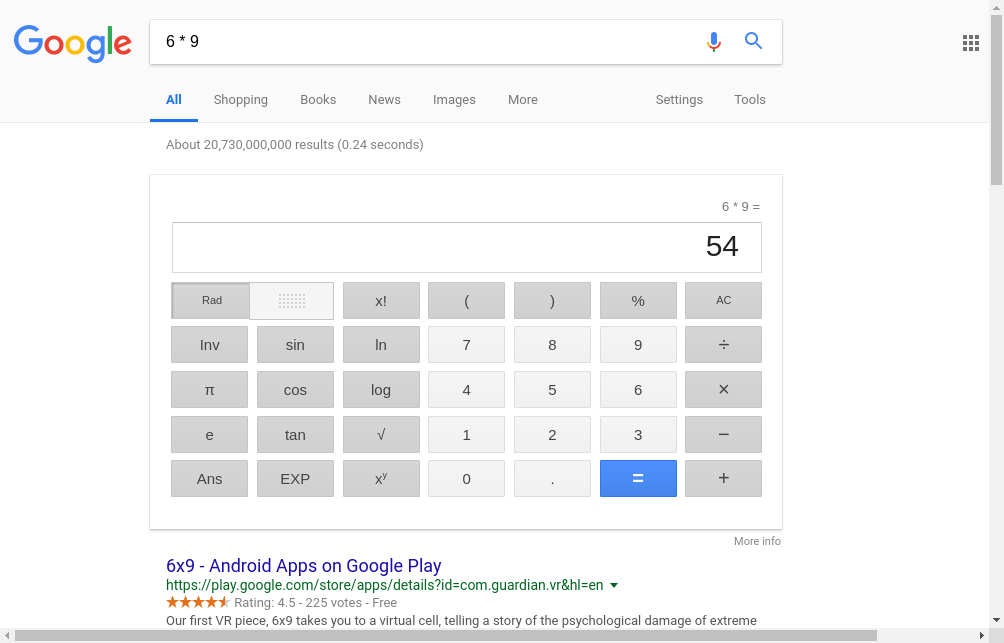 Google
6 * 9
All Shopping Books News Images More Settings Tools
About 20,730,000,000 results (0.24 seconds)
6 * 9 =
54
Rad x! ( ) % AC
Inv sin ln 7 8 9 ÷
π cos log 4 5 6 ×
e tan √ 1 2 3 −
Ans EXP xʸ 0 . = +
More info
6x9 - Android Apps on Google Play
https://play.google.com/store/apps/details?id=com.guardian.vr&hl=en
Rating: 4.5 - 225 votes - Free
Our first VR piece, 6x9 takes you to a virtual cell, telling a story of the psychological damage of extreme